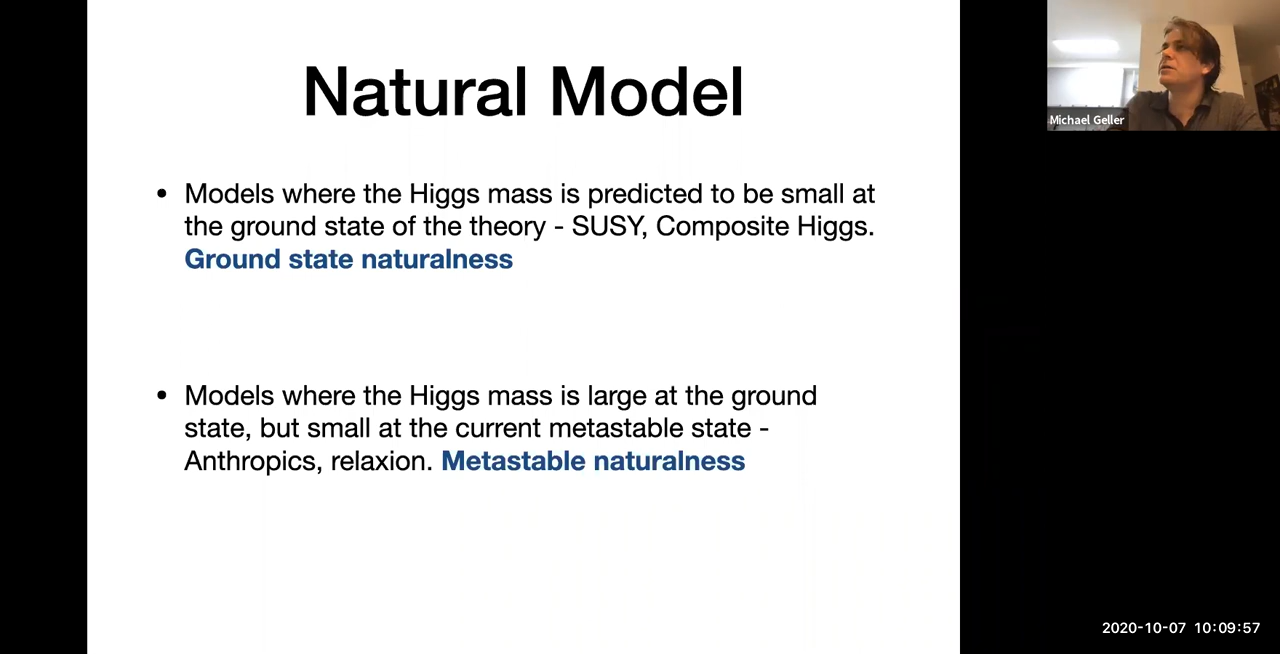 Natural Model
• Models where the Higgs mass is predicted to be small at
the ground state of the theory - SUSY, Composite Higgs.
Ground state naturalness
• Models where the Higgs mass is large at the ground
state, but small at the current metastable state -
Anthropics, relaxion. Metastable naturalness
Michael Geller
2020-10-07 10:09:57